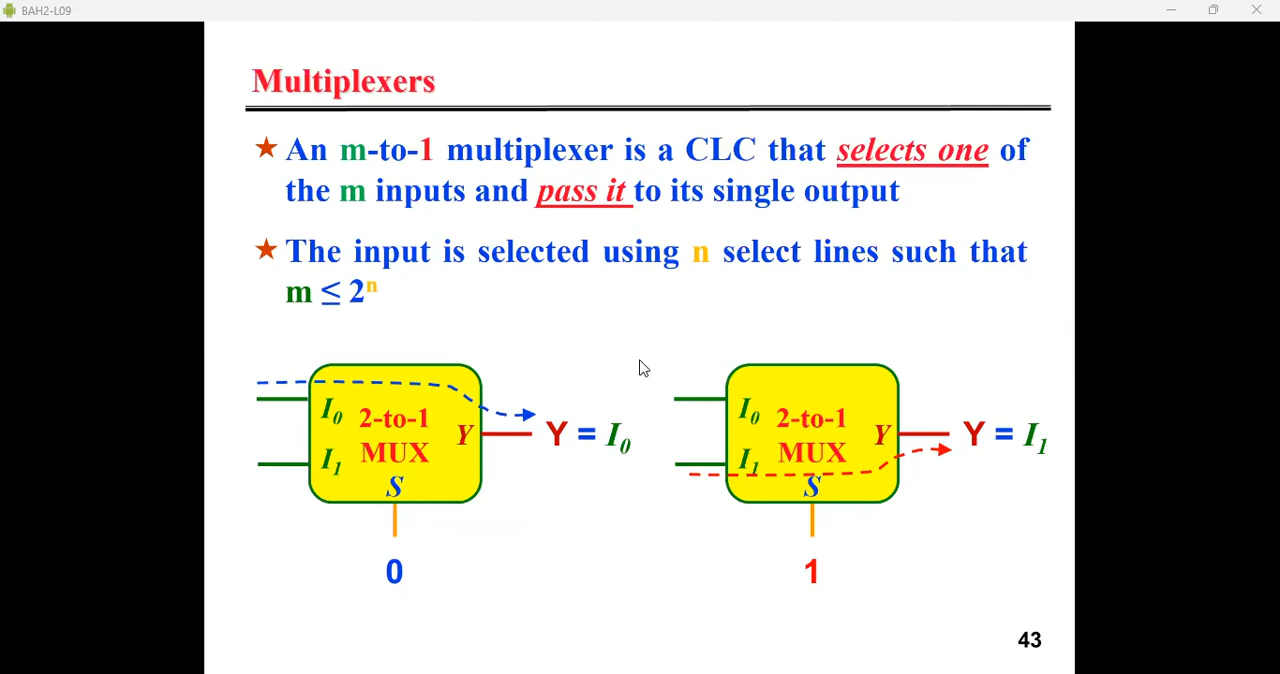 BAH2-L09
Multiplexers
★ An m-to-1 multiplexer is a CLC that selects one of
the m inputs and pass it to its single output
★ The input is selected using n select lines such that
m ≤ 2ⁿ
I₀ 2-to-1 MUX I₁ Y S Y = I₀
0
I₀ 2-to-1 MUX I₁ Y S Y = I₁
1
43